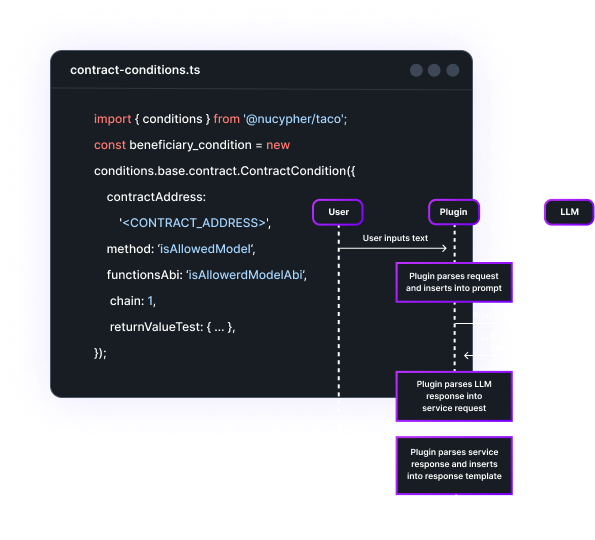 contract-conditions.ts
import { conditions } from '@nucypher/taco';
const beneficiary_condition = new
conditions.base.contract.ContractCondition({
contractAddress:
'<CONTRACT_ADDRESS>',
method: ‘isAllowedModel‘,
functionsAbi: ‘isAllowerdModelAbi‘,
chain: 1,
returnValueTest: { ... },
});
User
Plugin
LLM
User inputs text
Plugin parses request
and inserts into prompt
Plugin parses LLM
response into
service request
Plugin parses service
response and inserts
into response template